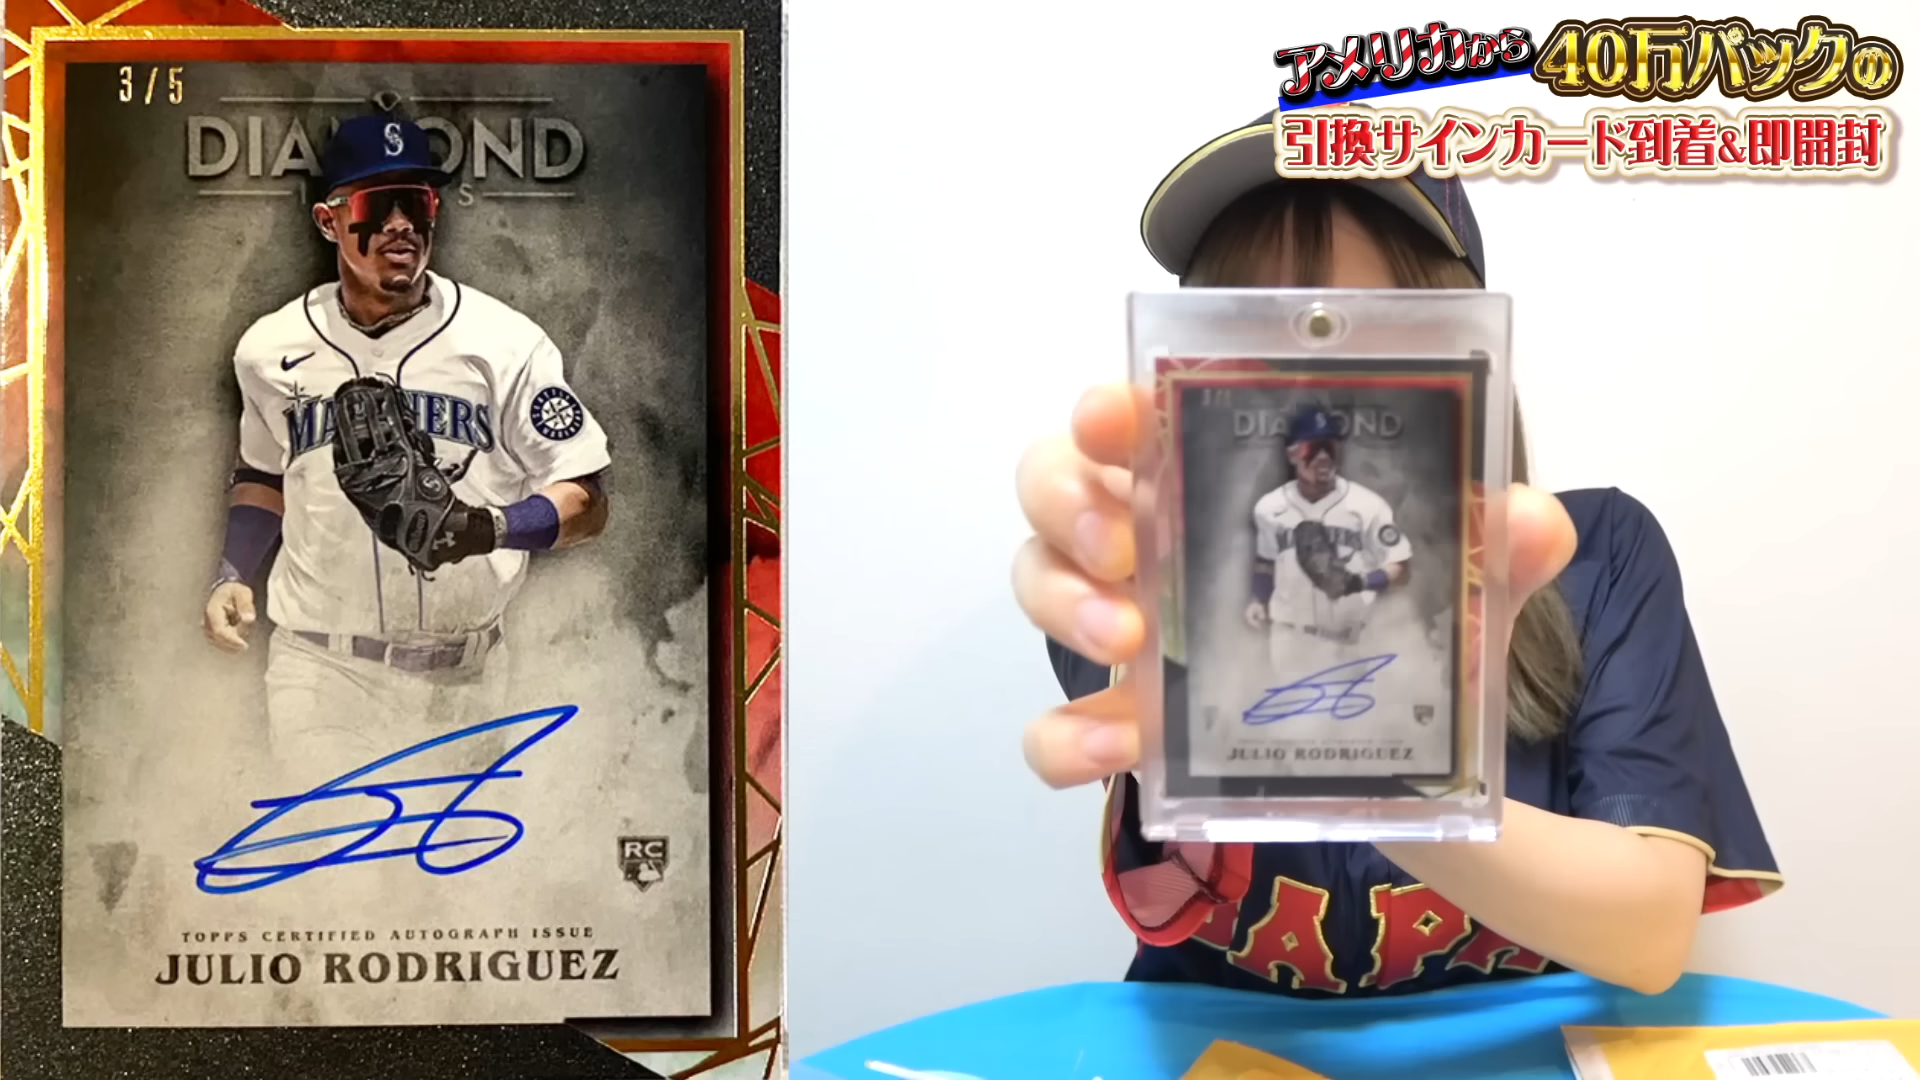 3/5
DIAMOND
MARINERS
RC
TOPPS CERTIFIED AUTOGRAPH ISSUE
JULIO RODRIGUEZ
アメリカから40万パックの
引換サインカード到着&即開封
DIAMOND
MARINERS
JULIO RODRIGUEZ
JAPA